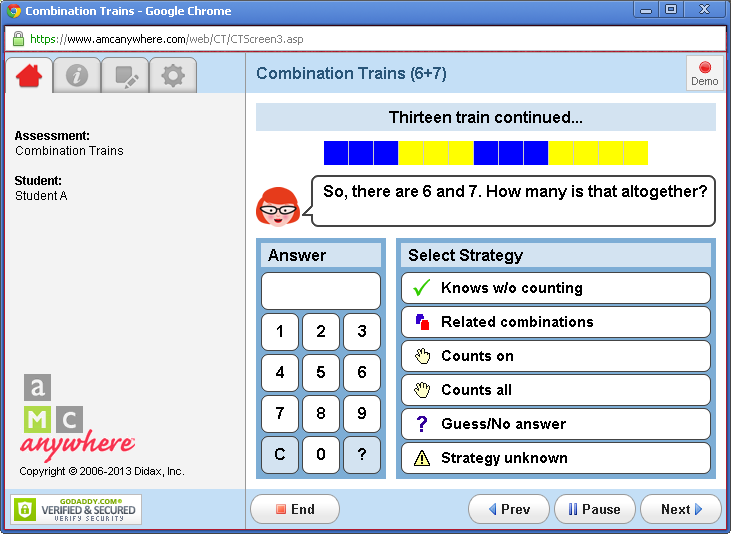 Combination Trains - Google Chrome
https://www.amcanywhere.com/web/CT/CTScreen3.asp
Combination Trains (6+7)
Demo
Assessment:
Combination Trains
Student:
Student A
Thirteen train continued...
So, there are 6 and 7. How many is that altogether?
Answer
1 2 3
4 5 6
7 8 9
C 0 ?
Select Strategy
Knows w/o counting
Related combinations
Counts on
Counts all
? Guess/No answer
Strategy unknown
a
M C
anywhere
Copyright © 2006-2013 Didax, Inc.
GODADDY.COM®
VERIFIED & SECURED
VERIFY SECURITY
End
Prev
Pause
Next